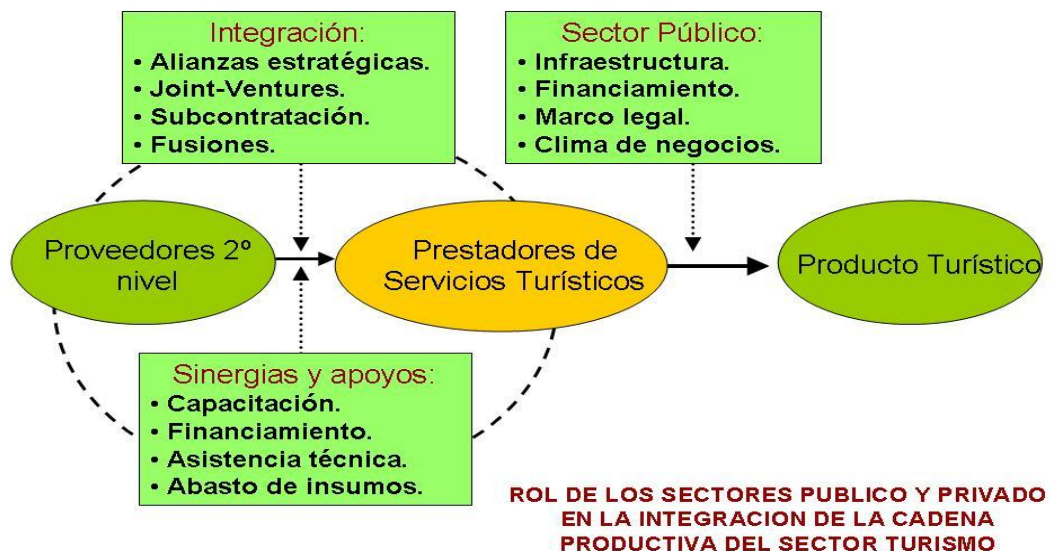 Integración:
• Alianzas estratégicas.
• Joint-Ventures.
• Subcontratación.
• Fusiones.
Sector Público:
• Infraestructura.
• Financiamiento.
• Marco legal.
• Clima de negocios.
Proveedores 2º
nivel
Prestadores de
Servicios Turísticos
Producto Turístico
Sinergias y apoyos:
• Capacitación.
• Financiamiento.
• Asistencia técnica.
• Abasto de insumos.
ROL DE LOS SECTORES PUBLICO Y PRIVADO
EN LA INTEGRACION DE LA CADENA
PRODUCTIVA DEL SECTOR TURISMO